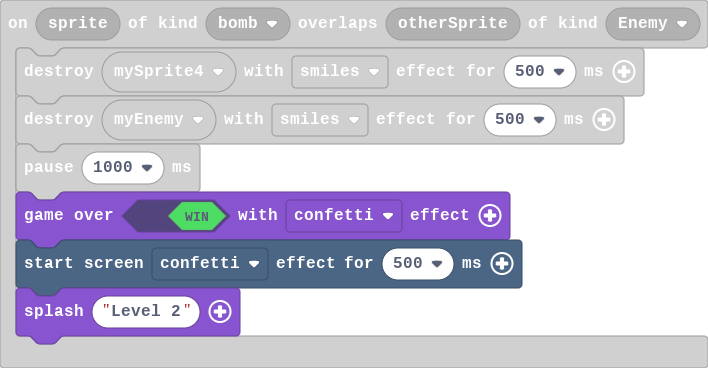 on sprite of kind bomb overlaps otherSprite of kind Enemy
destroy mySprite4 with smiles effect for 500 ms
destroy myEnemy with smiles effect for 500 ms
pause 1000 ms
game over WIN with confetti effect
start screen confetti effect for 500 ms
splash "Level 2"